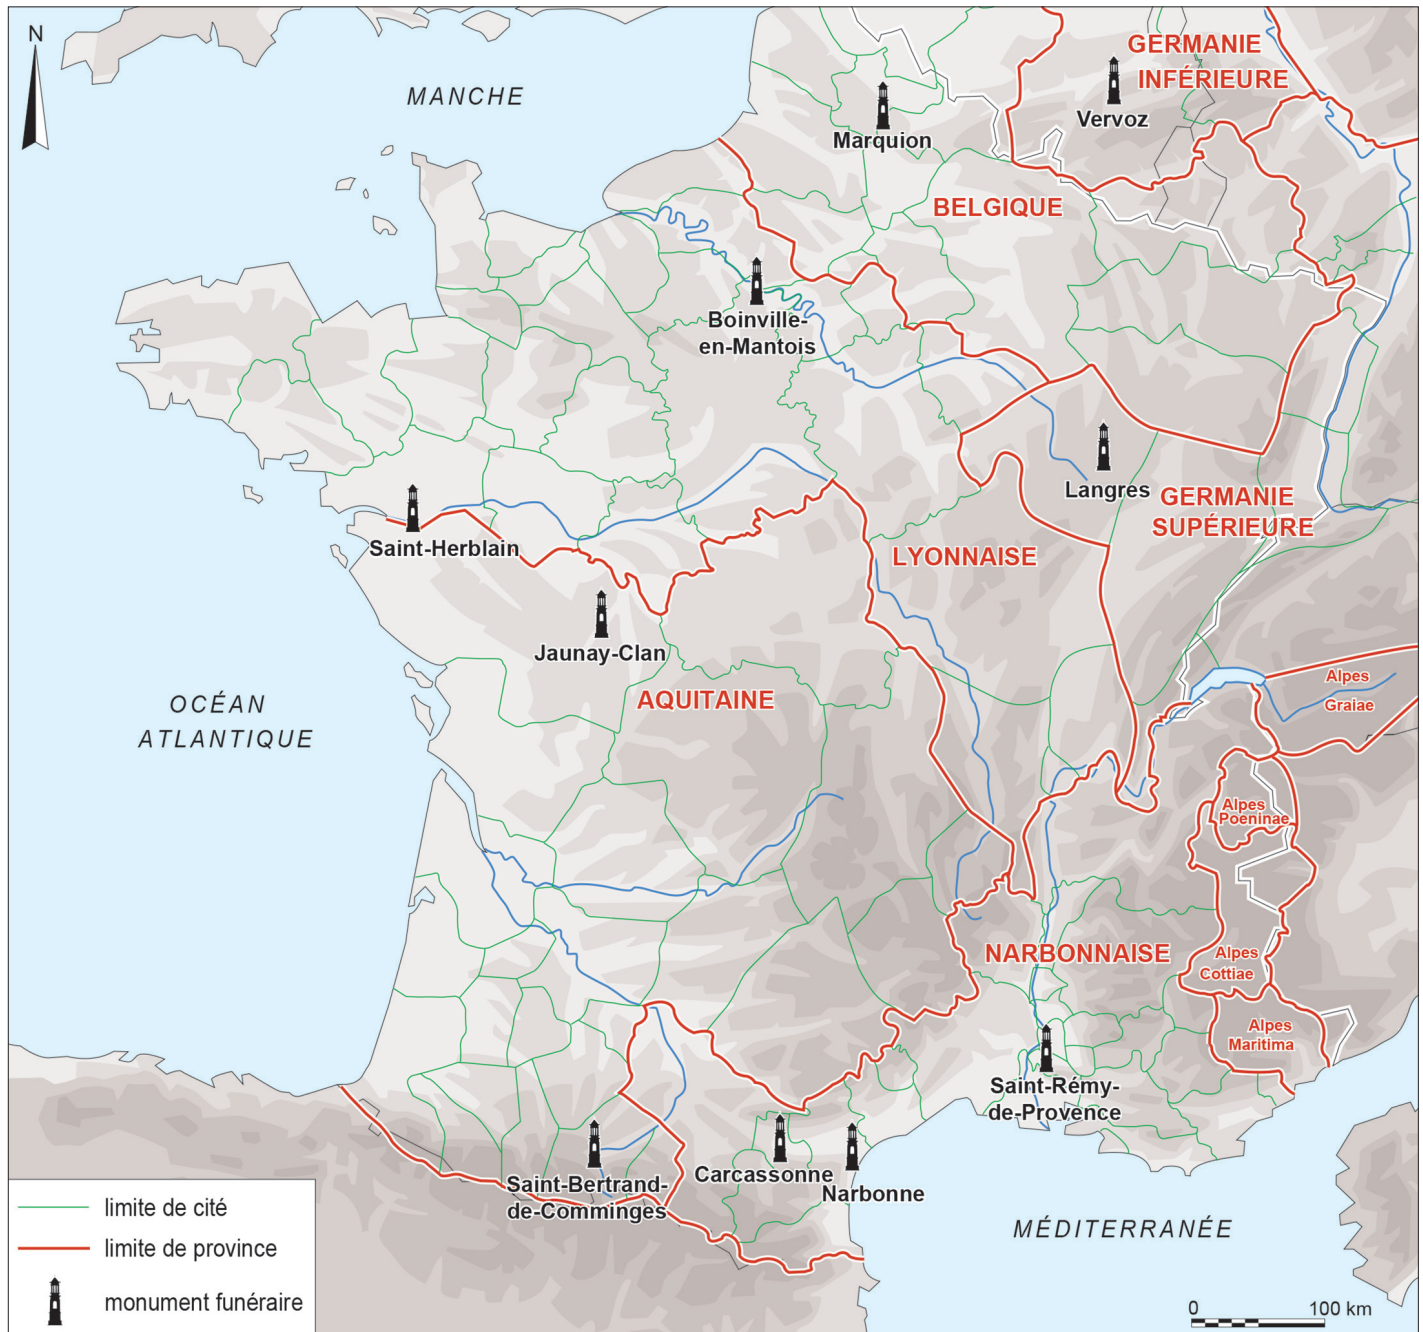 N
MANCHE
GERMANIE
INFÉRIEURE
Vervoz
Marquion
BELGIQUE
Boinville-
en-Mantois
Langres
GERMANIE
SUPÉRIEURE
Saint-Herblain
LYONNAISE
Jaunay-Clan
AQUITAINE
OCÉAN
ATLANTIQUE
Alpes
Graiae
Alpes
Poeninae
NARBONNAISE
Alpes
Cottiae
Alpes
Maritima
Saint-Rémy-
de-Provence
Carcassonne
Narbonne
Saint-Bertrand-
de-Comminges
MÉDITERRANÉE
limite de cité
limite de province
monument funéraire
0 100 km